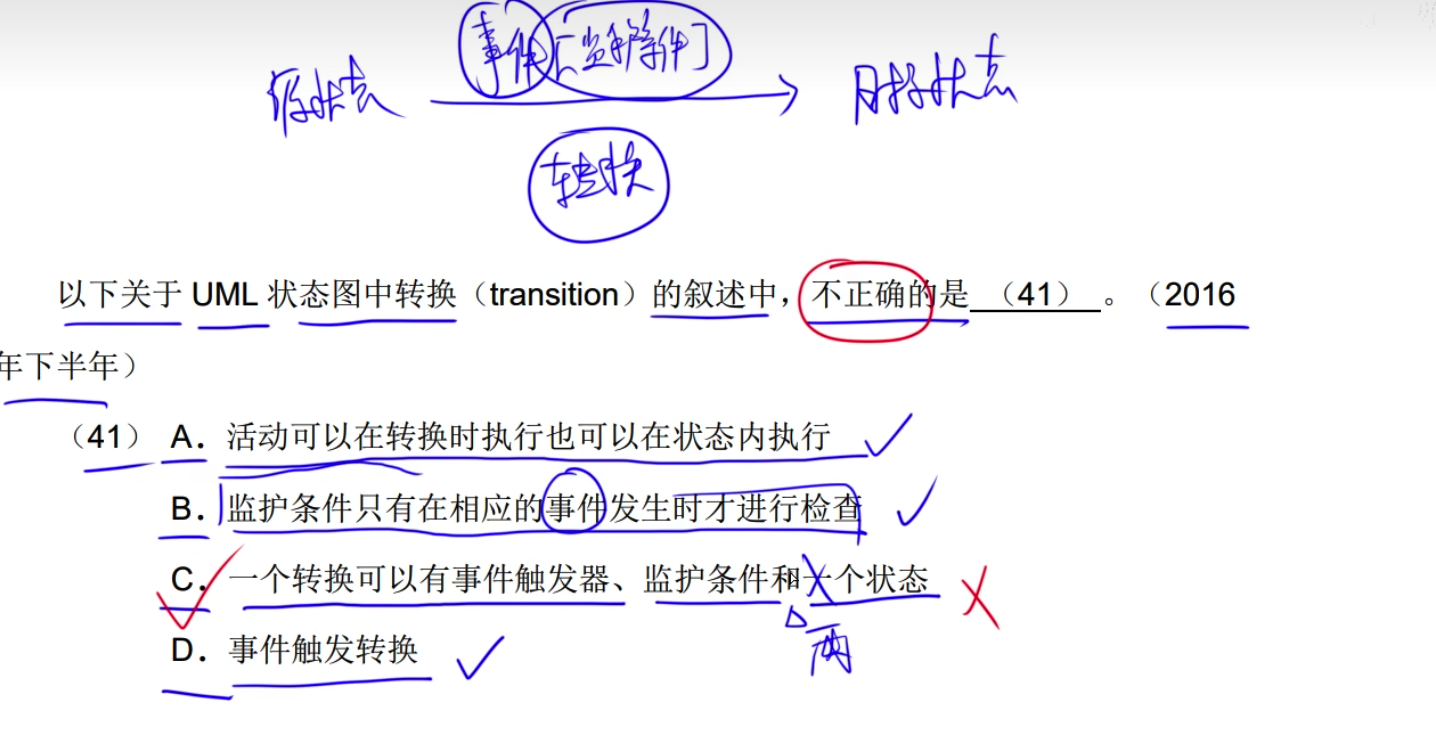 事件[监护条件]
源状态 目标状态
转换
以下关于 UML 状态图中转换（transition）的叙述中，不正确的是 （41） 。（2016
年下半年）
（41） A．活动可以在转换时执行也可以在状态内执行
B．监护条件只有在相应的事件发生时才进行检查
C．一个转换可以有事件触发器、监护条件和一个状态
两
D．事件触发转换